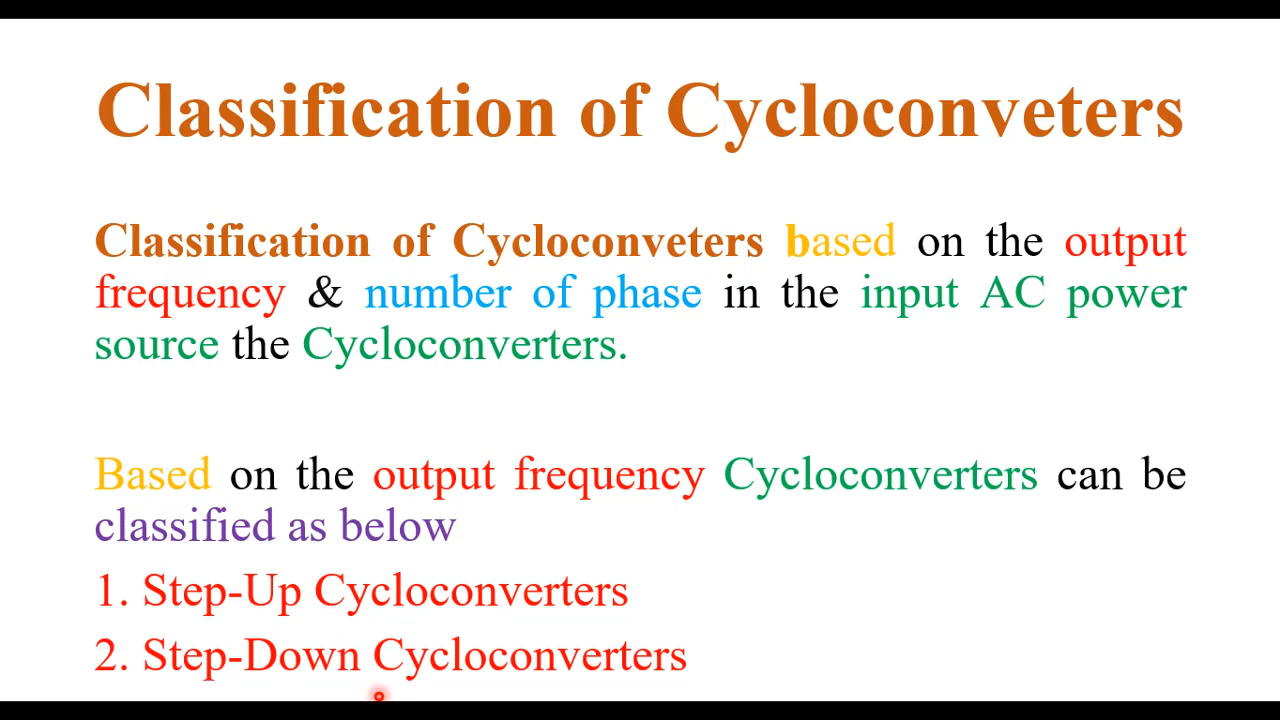 Classification of Cycloconveters
Classification of Cycloconveters based on the output
frequency & number of phase in the input AC power
source the Cycloconverters.
Based on the output frequency Cycloconverters can be
classified as below
1. Step-Up Cycloconverters
2. Step-Down Cycloconverters